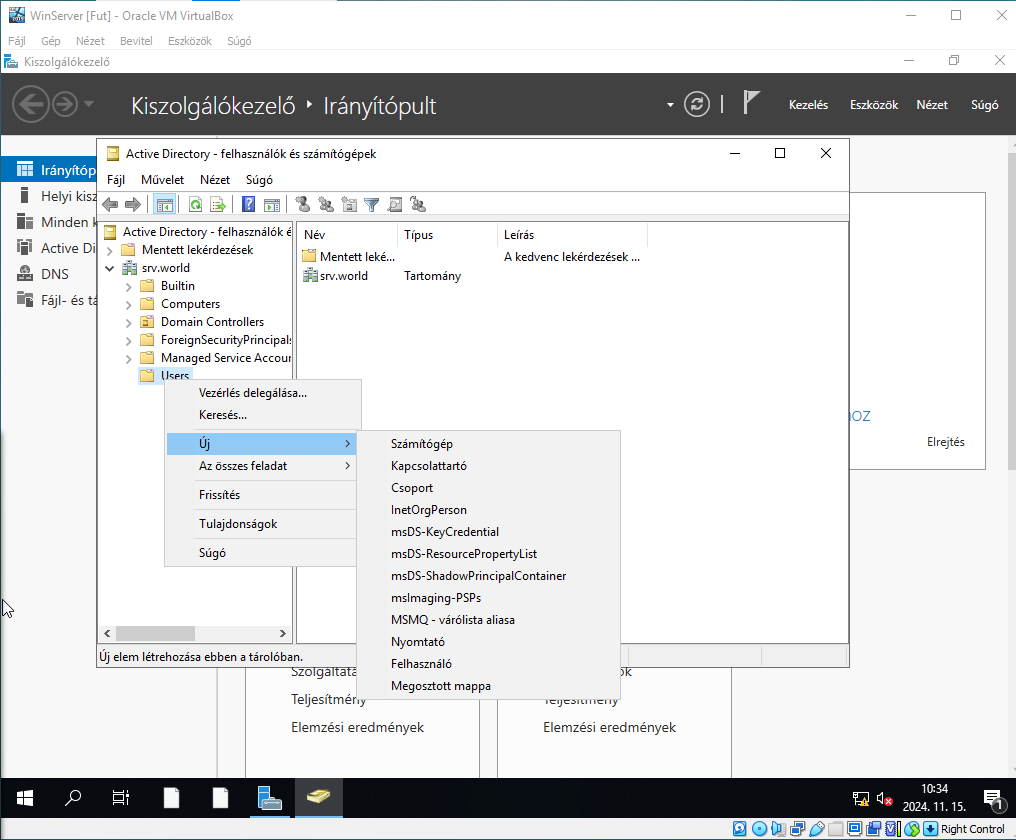 WinServer [Fut] - Oracle VM VirtualBox
Fájl Gép Nézet Bevitel Eszközök Súgó
Kiszolgálókezelő
Kiszolgálókezelő Irányítópult
Kezelés Eszközök Nézet Súgó
Active Directory - felhasználók és számítógépek
Fájl Művelet Nézet Súgó
Irányítóp
Helyi kisz
Minden k
Active Di
DNS
Fájl- és tá
Active Directory - felhasználók é
Mentett lekérdezések
srv.world
Builtin
Computers
Domain Controllers
ForeignSecurityPrincipals
Managed Service Accour
Users
Név Típus Leírás
Mentett leké... A kedvenc lekérdezések ...
srv.world Tartomány
Vezérlés delegálása...
Keresés...
Új
Az összes feladat
Frissítés
Tulajdonságok
Súgó
Számítógép
Kapcsolattartó
Csoport
InetOrgPerson
msDS-KeyCredential
msDS-ResourcePropertyList
msDS-ShadowPrincipalContainer
msImaging-PSPs
MSMQ - várólista aliasa
Nyomtató
Felhasználó
Megosztott mappa
HOZ
Elrejtés
Új elem létrehozása ebben a tárolóban.
Szolgáltatá
ok
Teljesítmény
Teljesítmény
Elemzési eredmények
Elemzési eredmények
10:34
2024. 11. 15.
1
Right Control